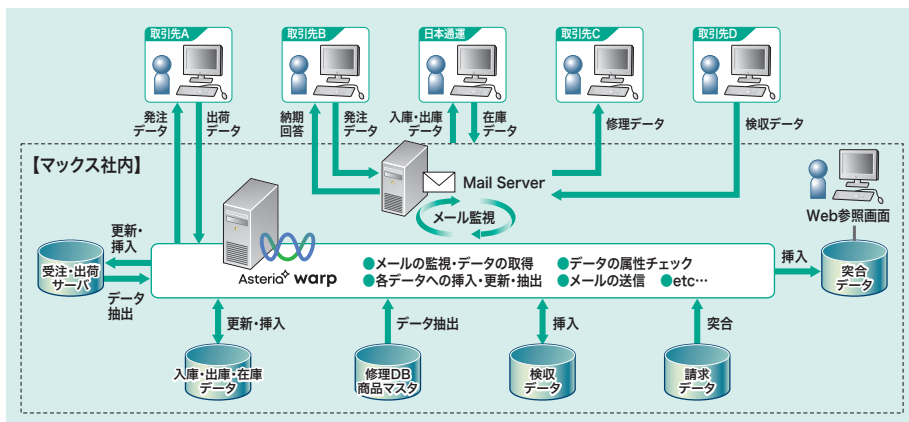 取引先A
取引先B
日本通運
取引先C
取引先D
発注
データ
出荷
データ
納期
回答
発注
データ
入庫・出庫
データ
在庫
データ
修理データ
検収データ
【マックス社内】
Mail Server
メール監視
Web参照画面
更新・
挿入
受注・出荷
サーバ
データ
抽出
Asteria warp
●メールの監視・データの取得
●データの属性チェック
●各データへの挿入・更新・抽出
●メールの送信
●etc…
挿入
突合
データ
更新・挿入
データ抽出
挿入
突合
入庫・出庫・在庫
データ
修理DB
商品マスタ
検収
データ
請求
データ